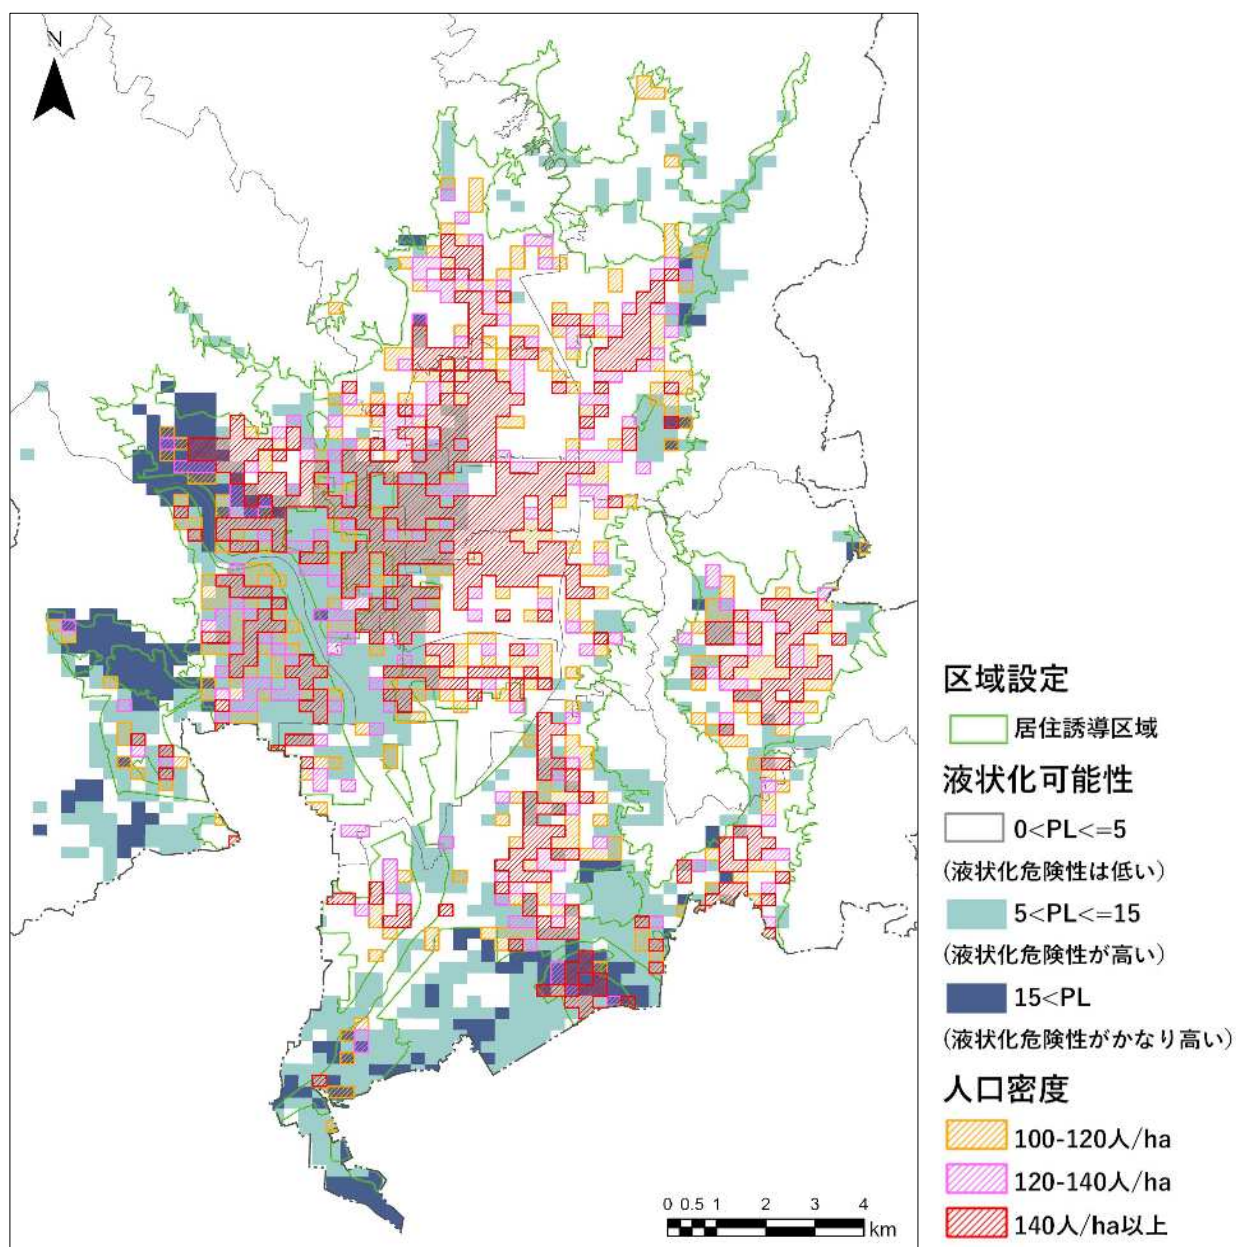 N
区域設定
居住誘導区域
液状化可能性
0<PL<=5
(液状化危険性は低い)
5<PL<=15
(液状化危険性が高い)
15<PL
(液状化危険性がかなり高い)
人口密度
100-120人/ha
120-140人/ha
140人/ha以上
0 0.5 1 2 3 4
km